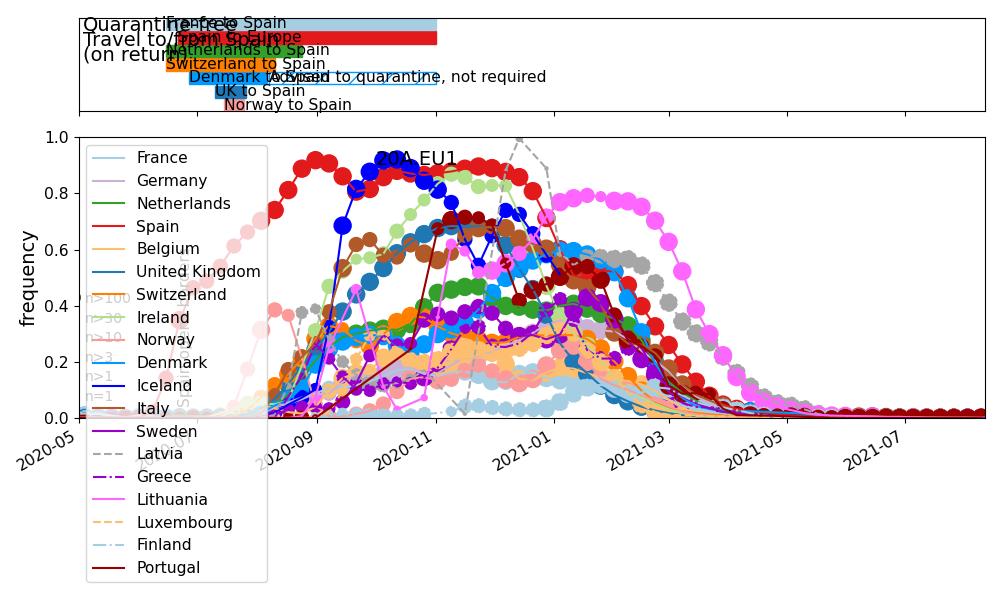 Quarantine-free
Travel to/from Spain
(on return)
France to Spain
Spain to Europe
Netherlands to Spain
Switzerland to Spain
Denmark to Spain
Advised to quarantine, not required
UK to Spain
Norway to Spain
20A.EU1
frequency
1.0
0.8
0.6
0.4
0.2
0.0
France
Germany
Netherlands
Spain
Belgium
United Kingdom
Switzerland
Ireland
Norway
Denmark
Iceland
Italy
Sweden
Latvia
Greece
Lithuania
Luxembourg
Finland
Portugal
n>100
n>30
n>10
n>3
n>1
n=1
2020-05
2020-07
2020-09
2020-11
2021-01
2021-03
2021-05
2021-07